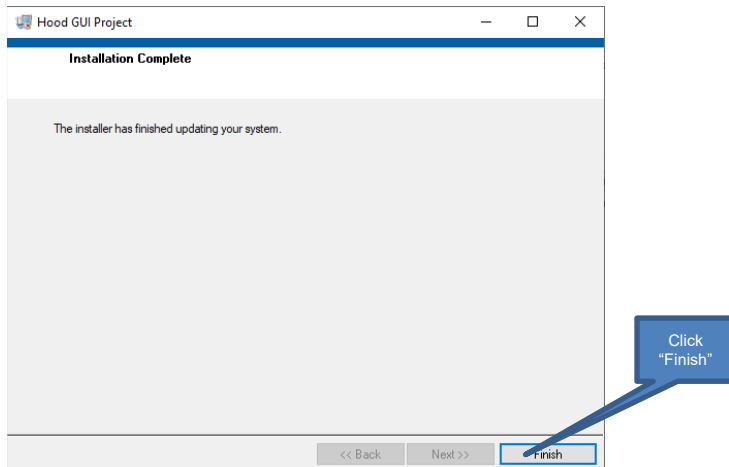 Hood GUI Project
Installation Complete
The installer has finished updating your system.
Click
“Finish”
<< Back
Next >>
Finish